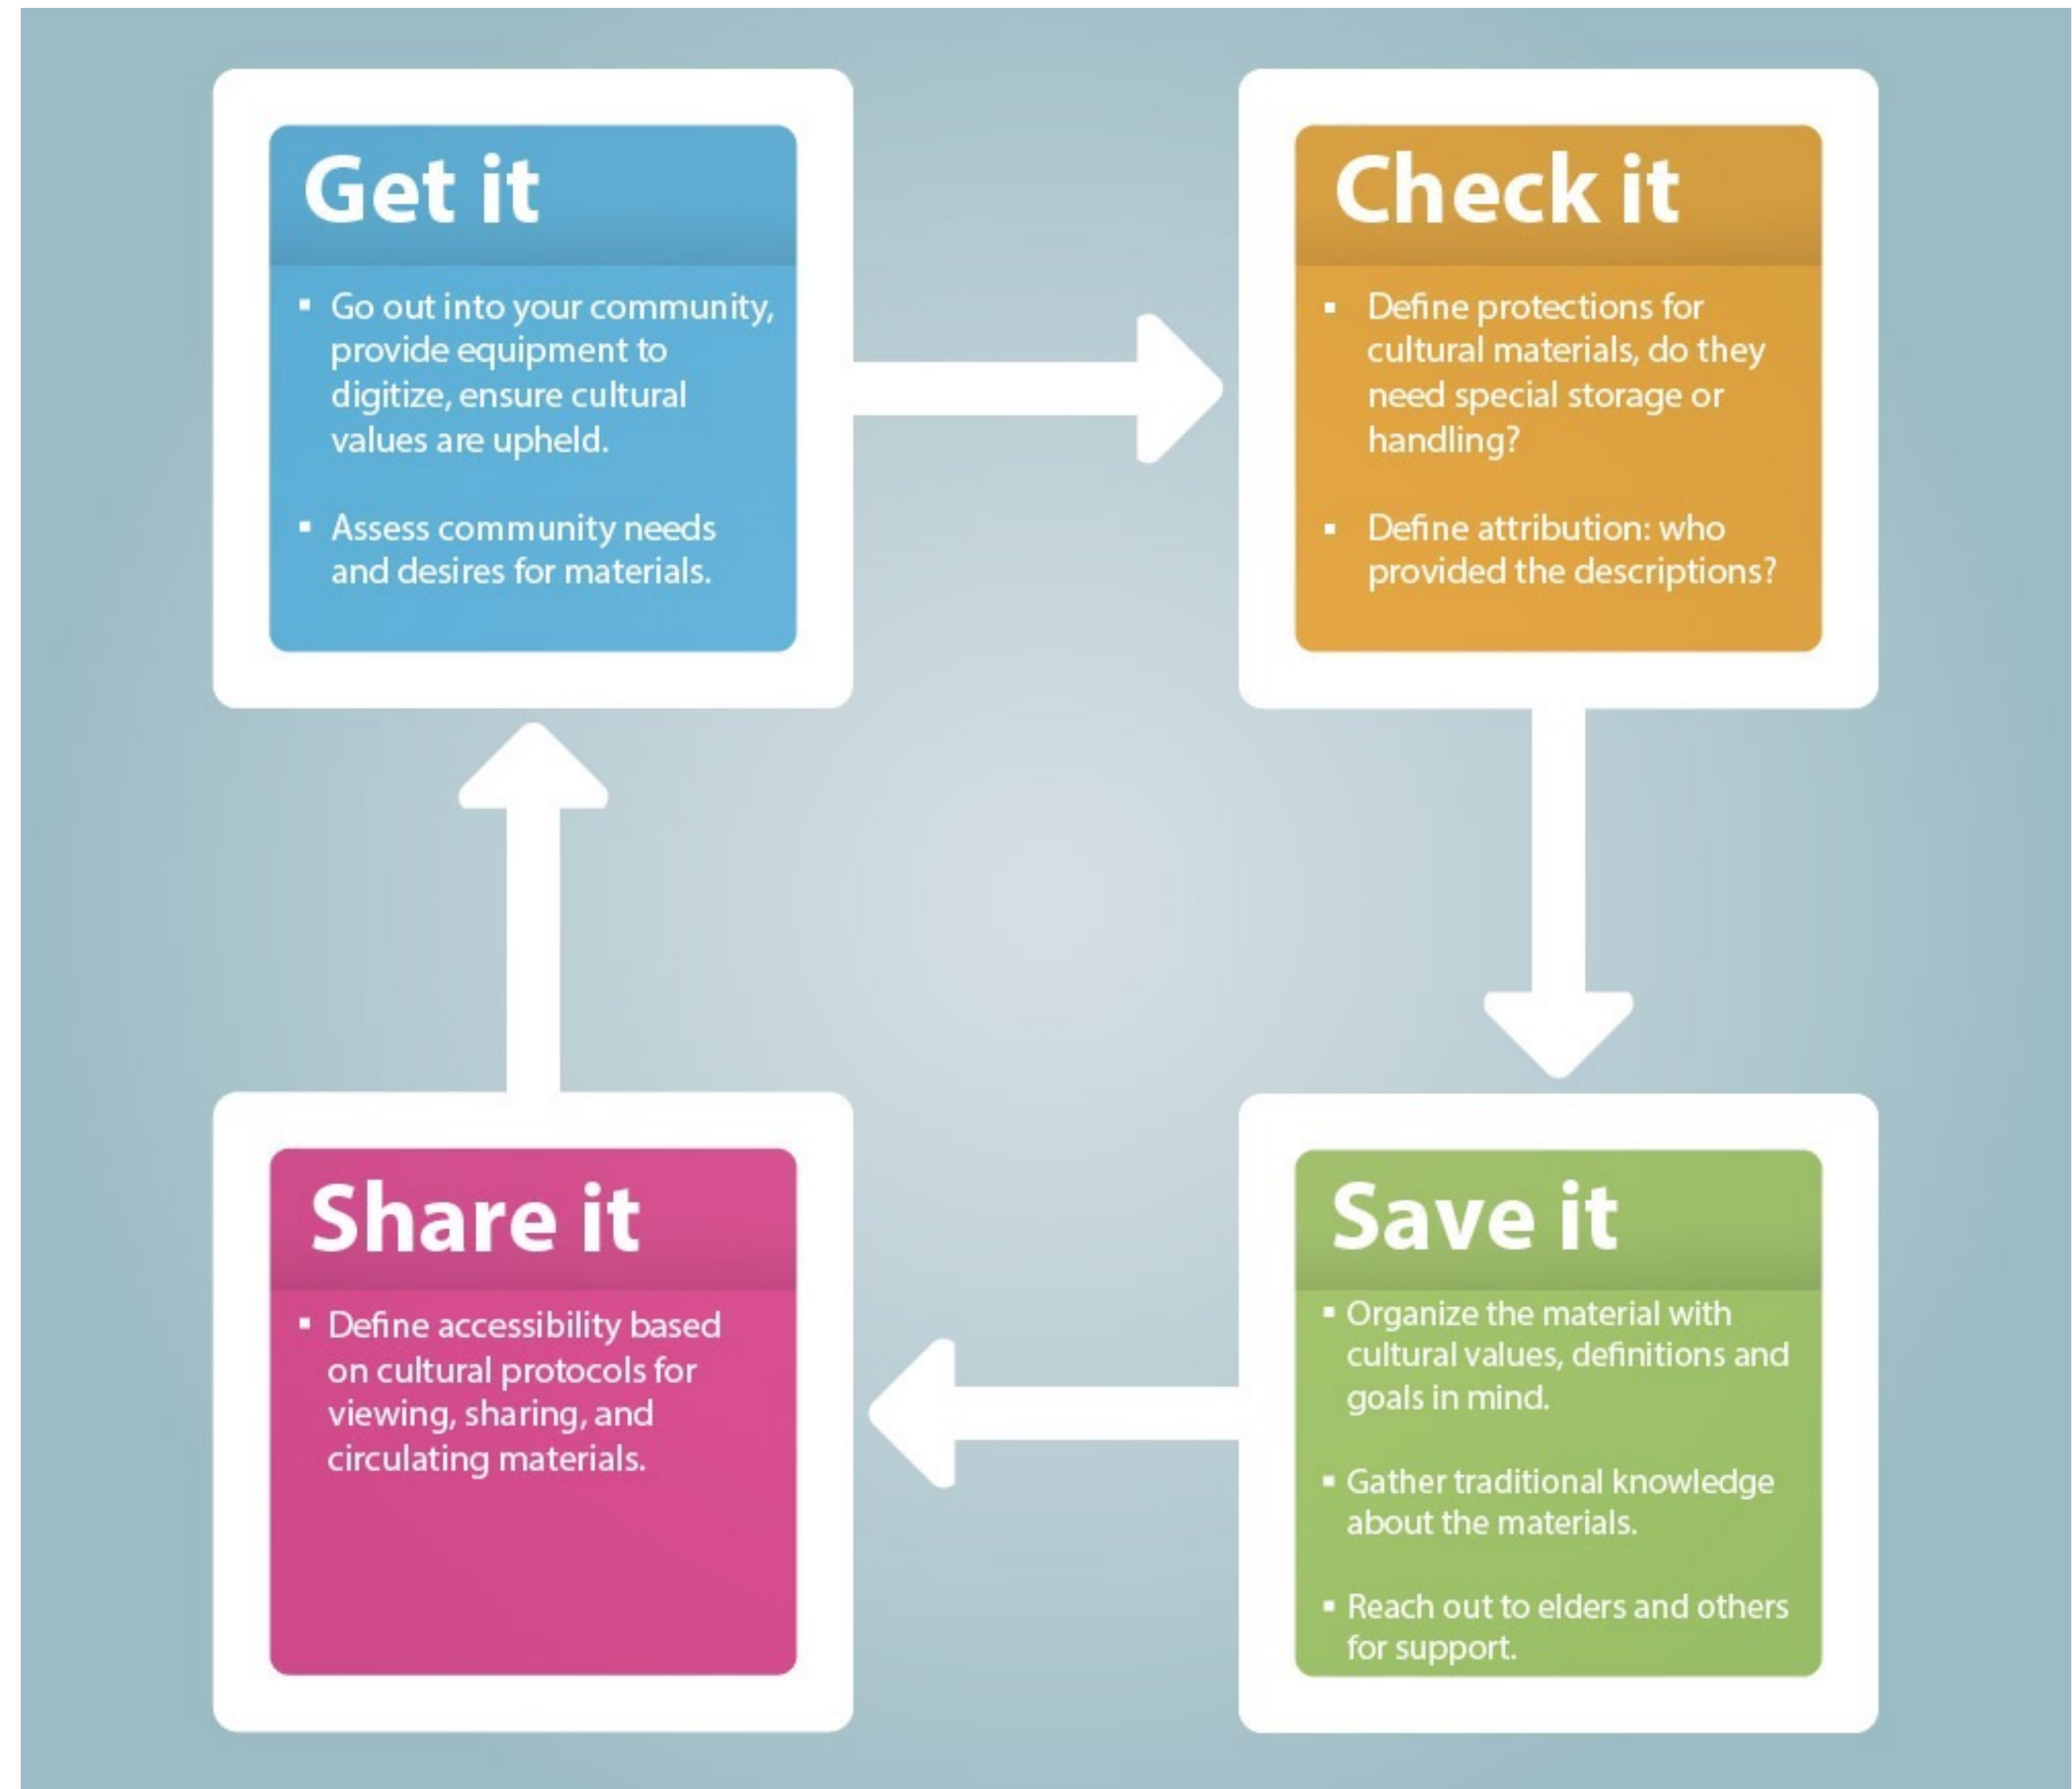 Get it
▪ Go out into your community,
provide equipment to
digitize, ensure cultural
values are upheld.
▪ Assess community needs
and desires for materials.
Check it
▪ Define protections for
cultural materials, do they
need special storage or
handling?
▪ Define attribution: who
provided the descriptions?
Save it
▪ Organize the material with
cultural values, definitions and
goals in mind.
▪ Gather traditional knowledge
about the materials.
▪ Reach out to elders and others
for support.
Share it
▪ Define accessibility based
on cultural protocols for
viewing, sharing, and
circulating materials.